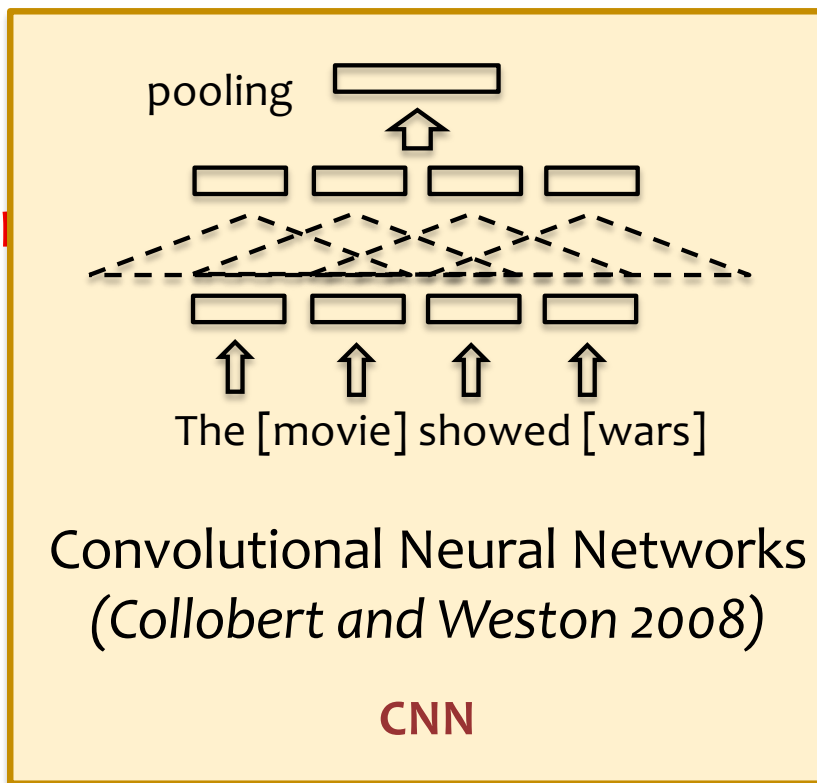 pooling
The [movie] showed [wars]
Convolutional Neural Networks
(Collobert and Weston 2008)
CNN